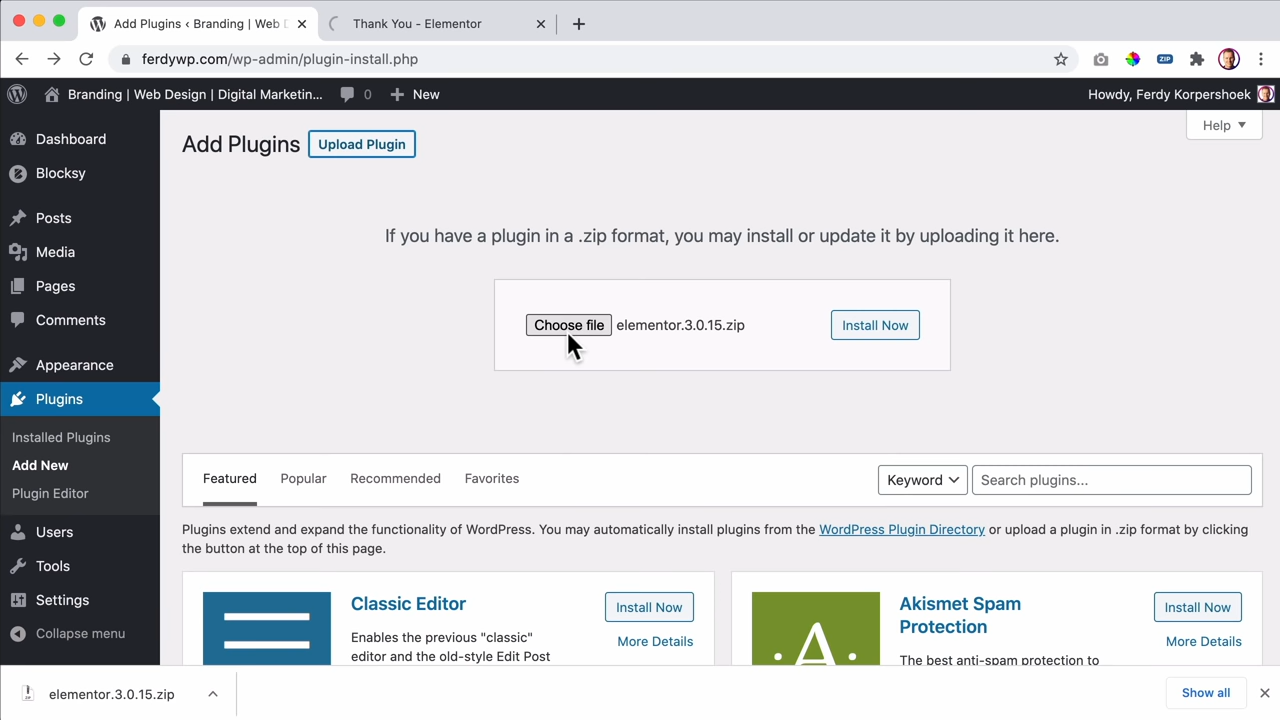 Add Plugins ‹ Branding | Web D
Thank You - Elementor
ferdywp.com/wp-admin/plugin-install.php
ZIP
Branding | Web Design | Digital Marketin...
0
New
Howdy, Ferdy Korpershoek
Dashboard
Blocksy
Posts
Media
Pages
Comments
Appearance
Plugins
Installed Plugins
Add New
Plugin Editor
Users
Tools
Settings
Collapse menu
Add Plugins
Upload Plugin
Help
If you have a plugin in a .zip format, you may install or update it by uploading it here.
Choose file
elementor.3.0.15.zip
Install Now
Featured
Popular
Recommended
Favorites
Keyword
Search plugins...
Plugins extend and expand the functionality of WordPress. You may automatically install plugins from the WordPress Plugin Directory or upload a plugin in .zip format by clicking
the button at the top of this page.
Classic Editor
Install Now
More Details
Enables the previous "classic"
editor and the old-style Edit Post
A
Akismet Spam
Protection
Install Now
More Details
The best anti-spam protection to
elementor.3.0.15.zip
Show all